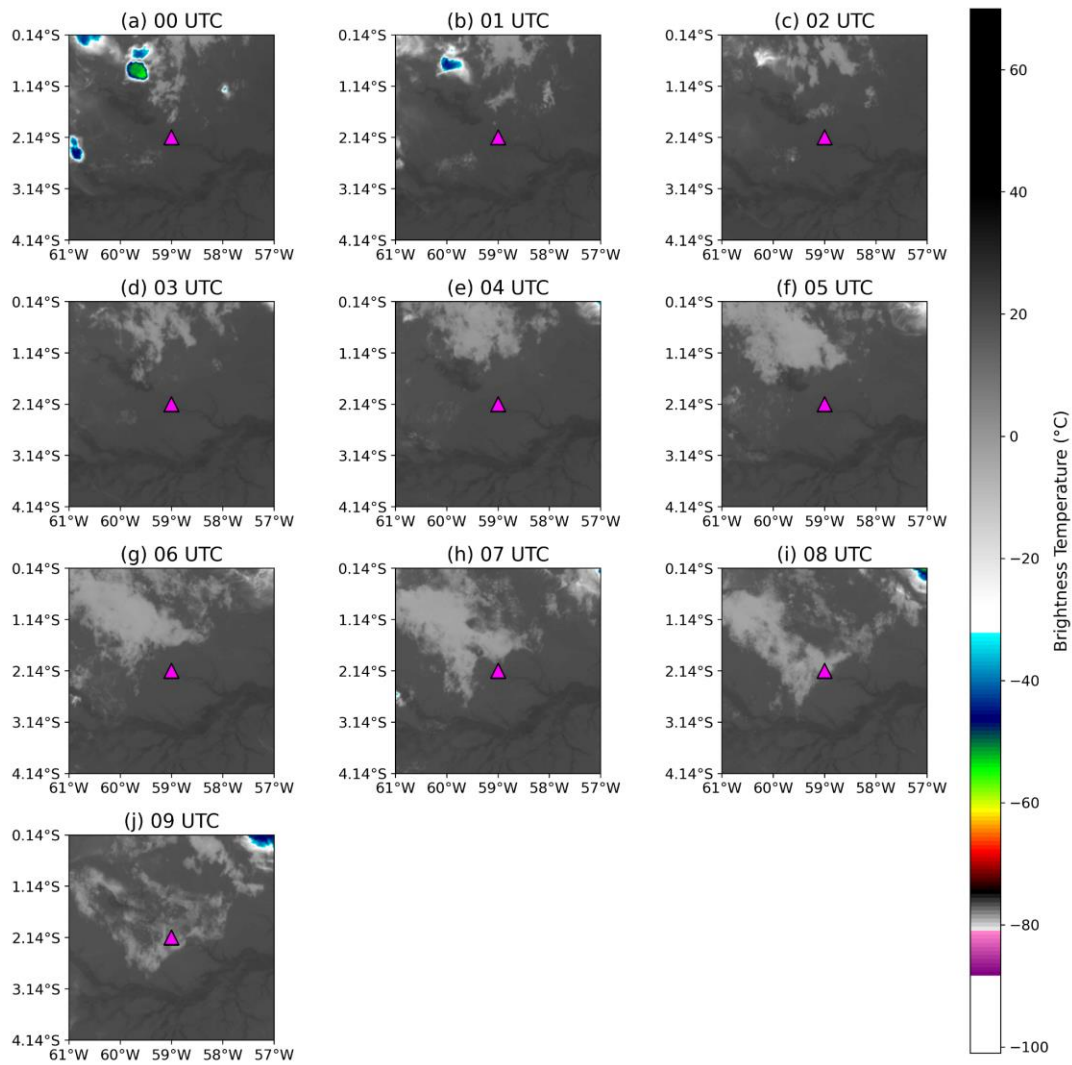 (a) 00 UTC
(b) 01 UTC
(c) 02 UTC
0.14°S
1.14°S
2.14°S
3.14°S
4.14°S
61°W 60°W 59°W 58°W 57°W
0.14°S
1.14°S
2.14°S
3.14°S
4.14°S
61°W 60°W 59°W 58°W 57°W
0.14°S
1.14°S
2.14°S
3.14°S
4.14°S
61°W 60°W 59°W 58°W 57°W
(d) 03 UTC
(e) 04 UTC
(f) 05 UTC
0.14°S
1.14°S
2.14°S
3.14°S
4.14°S
61°W 60°W 59°W 58°W 57°W
0.14°S
1.14°S
2.14°S
3.14°S
4.14°S
61°W 60°W 59°W 58°W 57°W
0.14°S
1.14°S
2.14°S
3.14°S
4.14°S
61°W 60°W 59°W 58°W 57°W
(g) 06 UTC
(h) 07 UTC
(i) 08 UTC
0.14°S
1.14°S
2.14°S
3.14°S
4.14°S
61°W 60°W 59°W 58°W 57°W
0.14°S
1.14°S
2.14°S
3.14°S
4.14°S
61°W 60°W 59°W 58°W 57°W
0.14°S
1.14°S
2.14°S
3.14°S
4.14°S
61°W 60°W 59°W 58°W 57°W
(j) 09 UTC
0.14°S
1.14°S
2.14°S
3.14°S
4.14°S
61°W 60°W 59°W 58°W 57°W
60
40
20
0
−20
−40
−60
−80
−100
Brightness Temperature (°C)